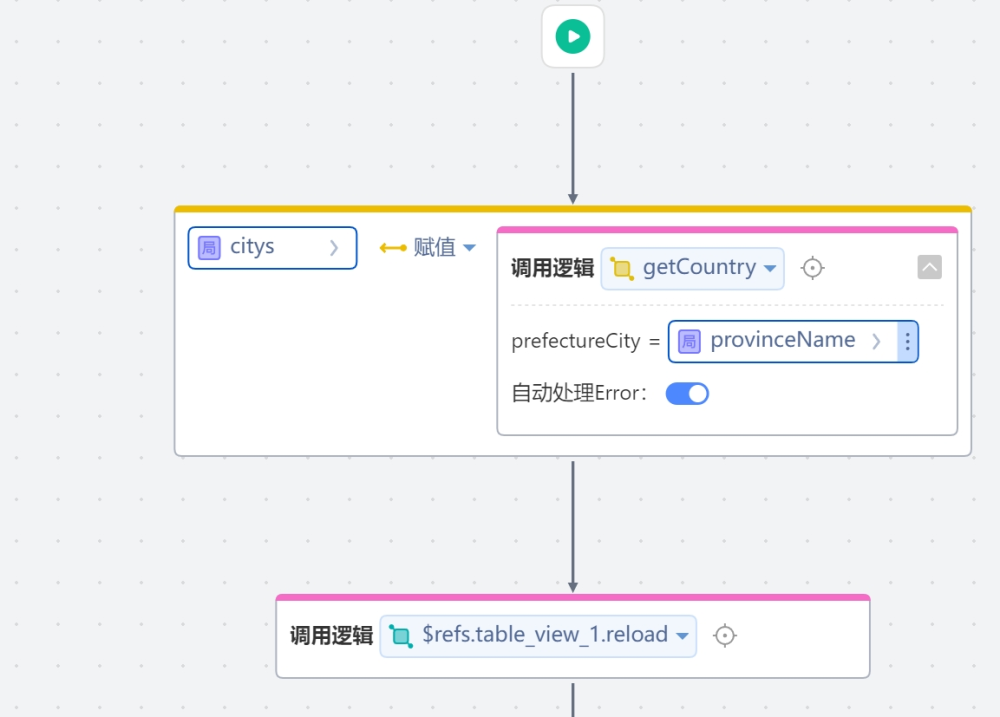 局 citys 赋值
调用逻辑 getCountry
prefectureCity = 局 provinceName
自动处理Error：
调用逻辑 $refs.table_view_1.reload